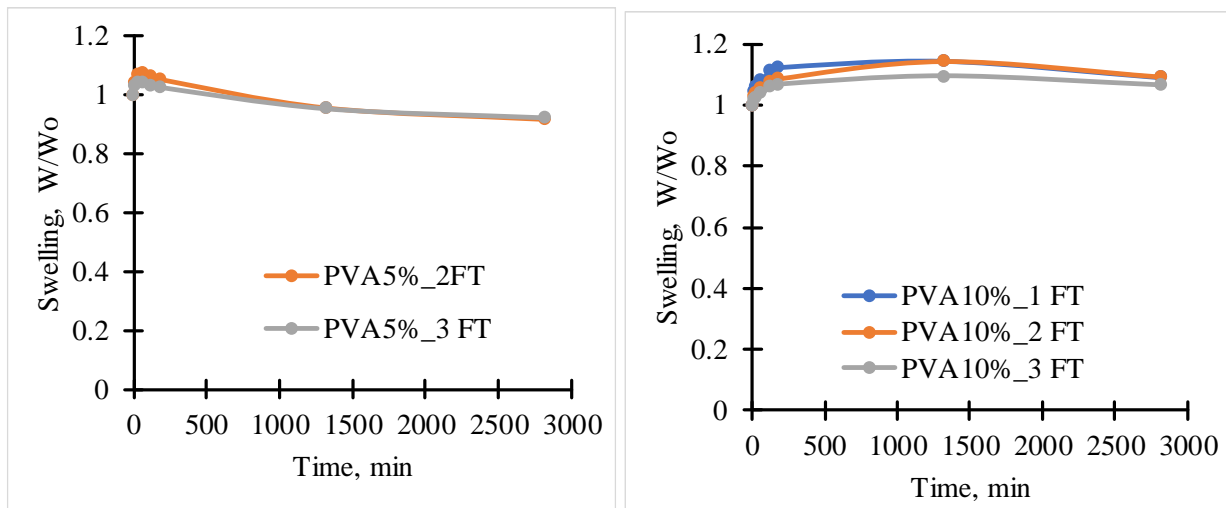 1.2
1
0.8
0.6
0.4
0.2
0
Swelling, W/Wo
PVA5%_2FT
PVA5%_3 FT
0 500 1000 1500 2000 2500 3000
Time, min
1.2
1
0.8
0.6
0.4
0.2
0
Swelling, W/Wo
PVA10%_1 FT
PVA10%_2 FT
PVA10%_3 FT
0 500 1000 1500 2000 2500 3000
Time, min